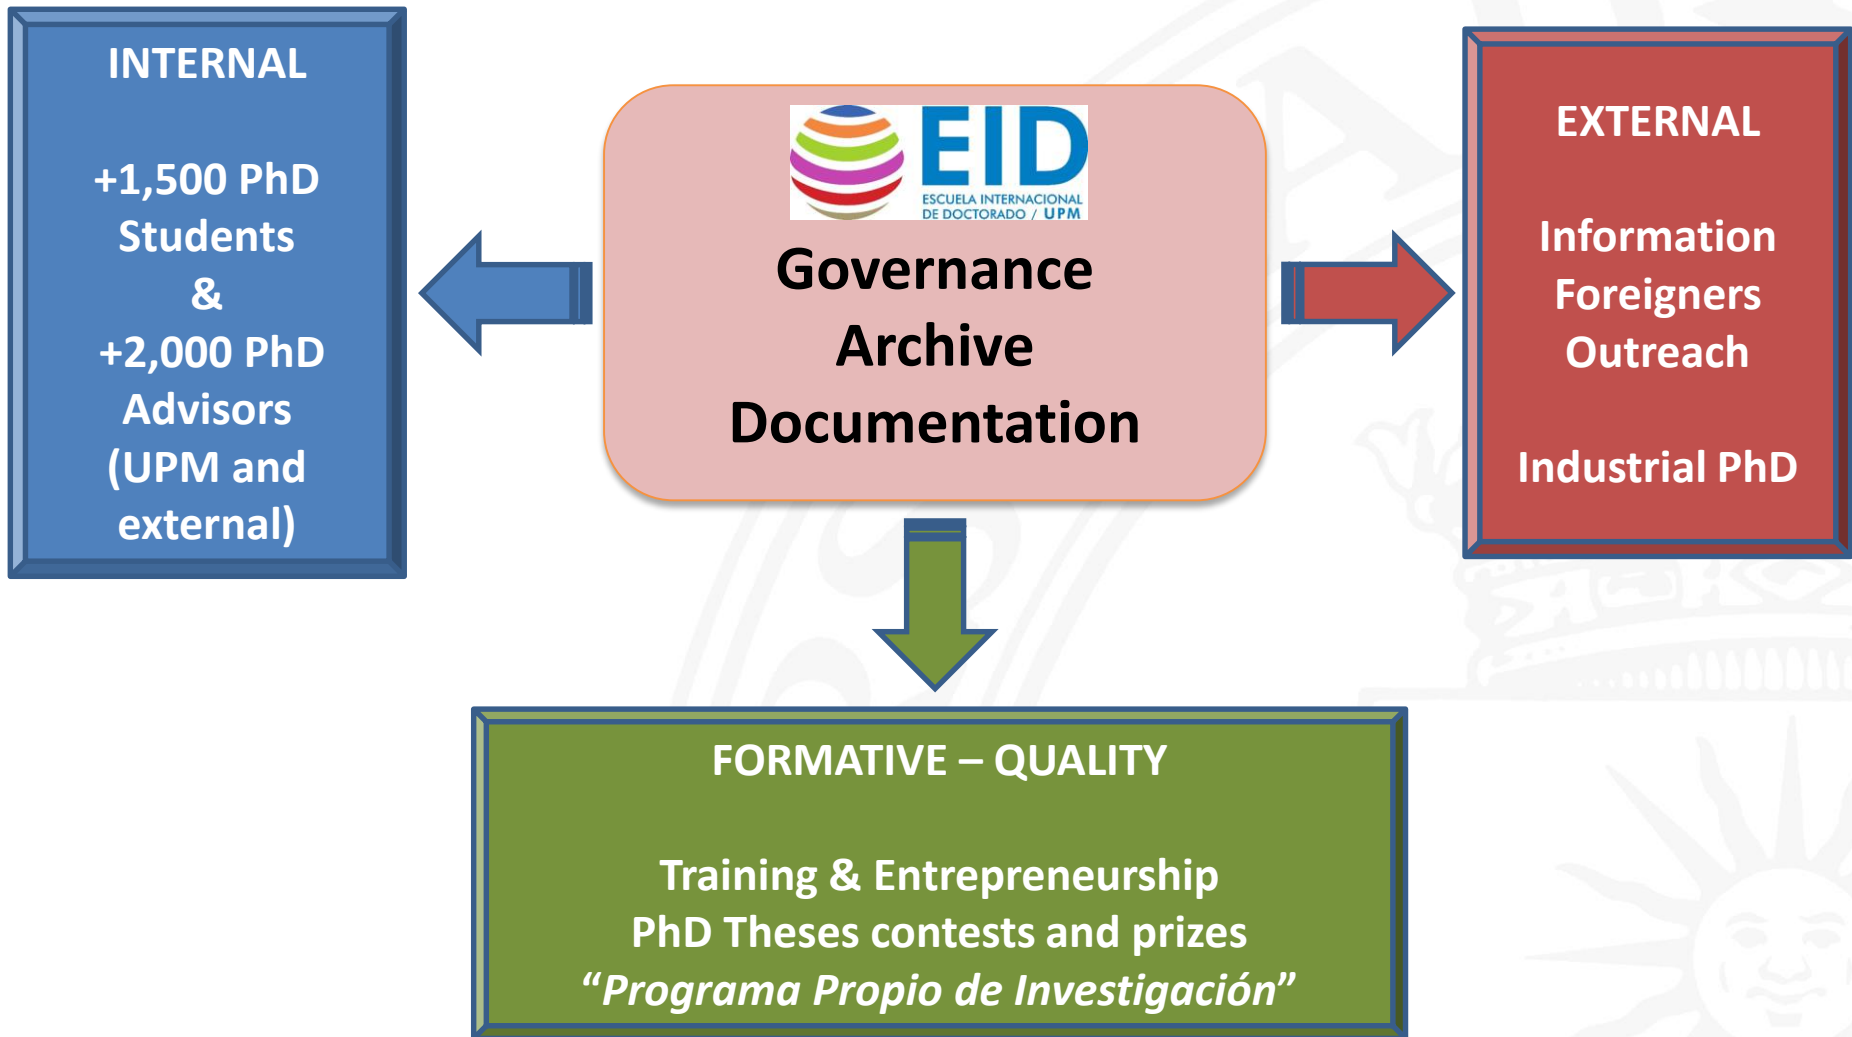 INTERNAL
+1,500 PhD
Students
&
+2,000 PhD
Advisors
(UPM and
external)
EID
ESCUELA INTERNACIONAL
DE DOCTORADO / UPM
Governance
Archive
Documentation
EXTERNAL
Information
Foreigners
Outreach
Industrial PhD
FORMATIVE – QUALITY
Training & Entrepreneurship
PhD Theses contests and prizes
“Programa Propio de Investigación”